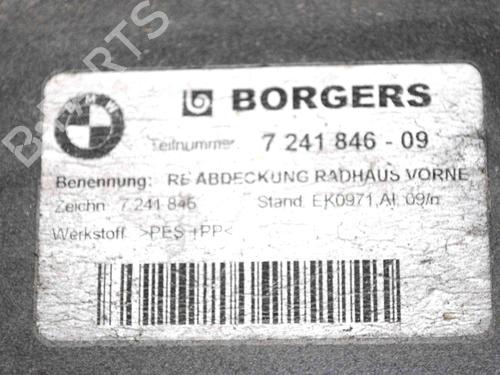 BMW
BORGERS
Teilnummer 7 241 846 - 09
Benennung: RE ABDECKUNG RADHAUS VORNE
Zeichn. 7 241 846 Stand EK0971,AI: 09/n
Werkstoff >PES +PP<